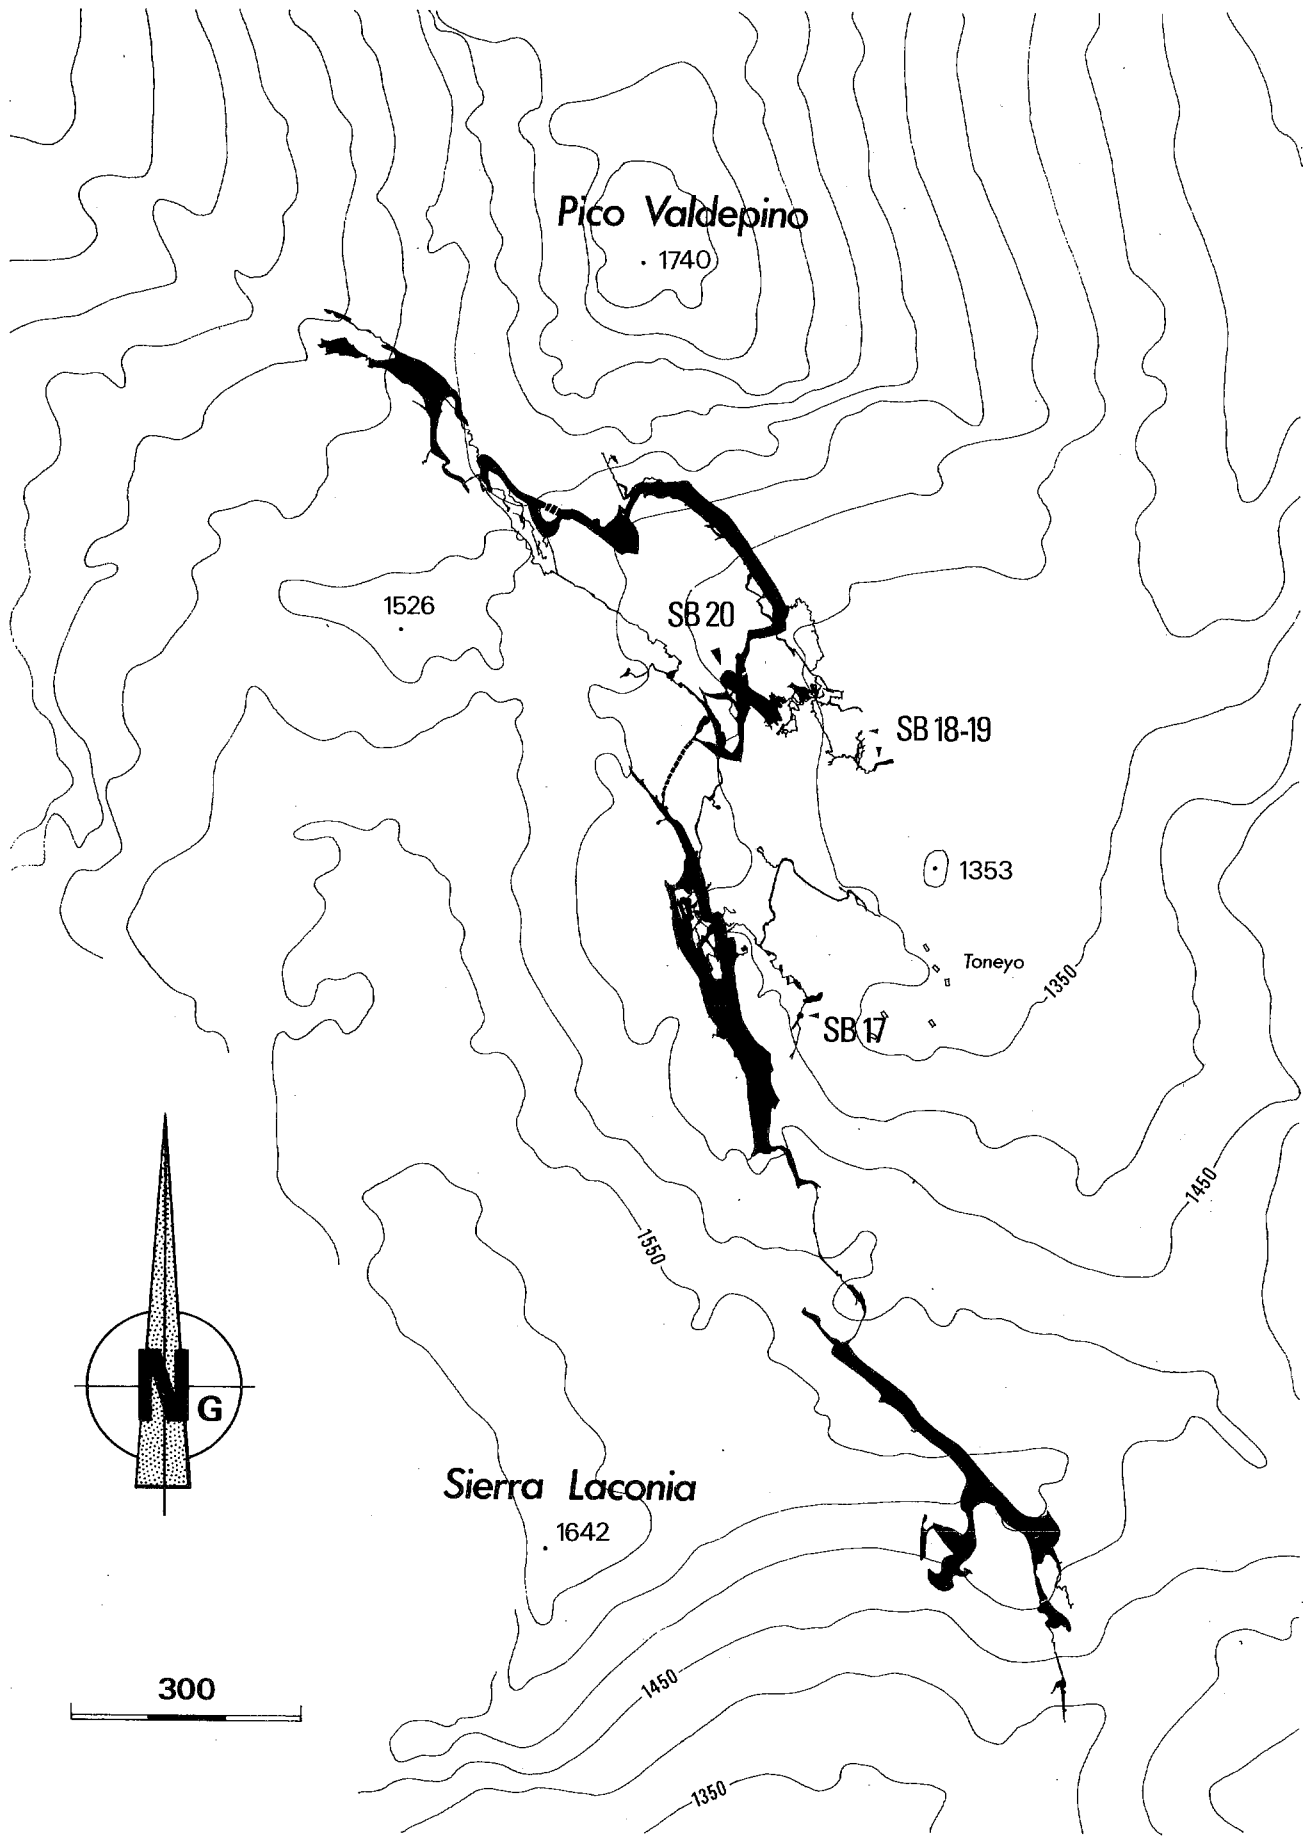 Pico Valdepino
1740
1526
SB 20
SB 18-19
1353
Toneyo
1350
SB 17
1450
1550
N
G
Sierra Laconia
1642
300
1450
1350